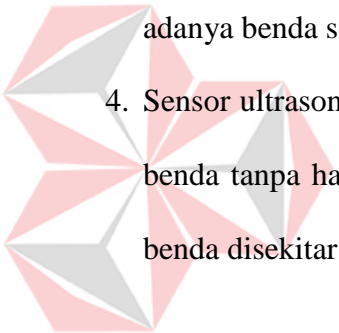 adanya benda s
4. Sensor ultrason
benda tanpa ha
benda disekitar